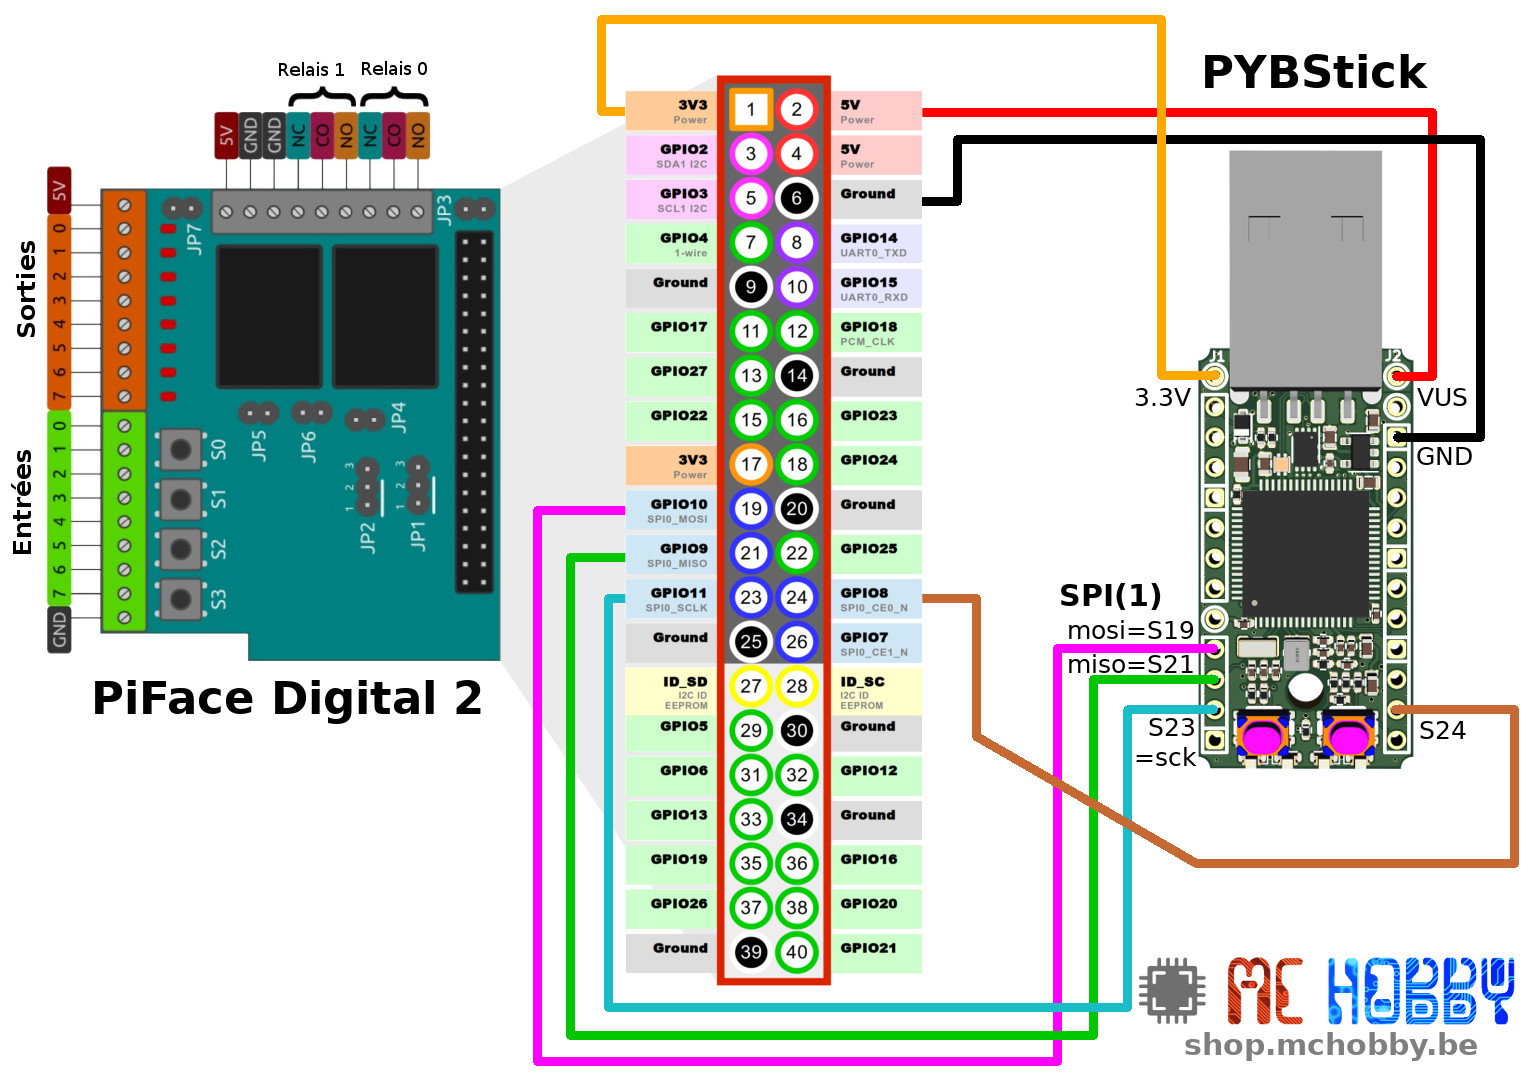 Relais 1 Relais 0
5V GND GND NC CO NO NC CO NO
5V
Sorties
0
1
2
3
4
5
6
7
Entrées
0
1
2
3
4
5
6
7
GND
JP7
JP3
JP5
JP6
JP4
S0
S1
S2
S3
1 2 3
JP2
1 2 3
JP1
PiFace Digital 2
3V3 1 2 5V
Power Power
GPIO2 3 4 5V
SDA1 I2C Power
GPIO3 5 6 Ground
SCL1 I2C
GPIO4 7 8 GPIO14
1-wire UART0_TXD
Ground 9 10 GPIO15
UART0_RXD
GPIO17 11 12 GPIO18
PCM_CLK
GPIO27 13 14 Ground
GPIO22 15 16 GPIO23
3V3 17 18 GPIO24
Power
GPIO10 19 20 Ground
SPI0_MOSI
GPIO9 21 22 GPIO25
SPI0_MISO
GPIO11 23 24 GPIO8
SPI0_SCLK SPI0_CE0_N
Ground 25 26 GPIO7
SPI0_CE1_N
ID_SD 27 28 ID_SC
I2C ID I2C ID
EEPROM EEPROM
GPIO5 29 30 Ground
GPIO6 31 32 GPIO12
GPIO13 33 34 Ground
GPIO19 35 36 GPIO16
GPIO26 37 38 GPIO20
Ground 39 40 GPIO21
PYBStick
J1 J2
3.3V VUS
GND
SPI(1)
mosi=S19
miso=S21
S23
=sck
S24
MC HOBBY
shop.mchobby.be